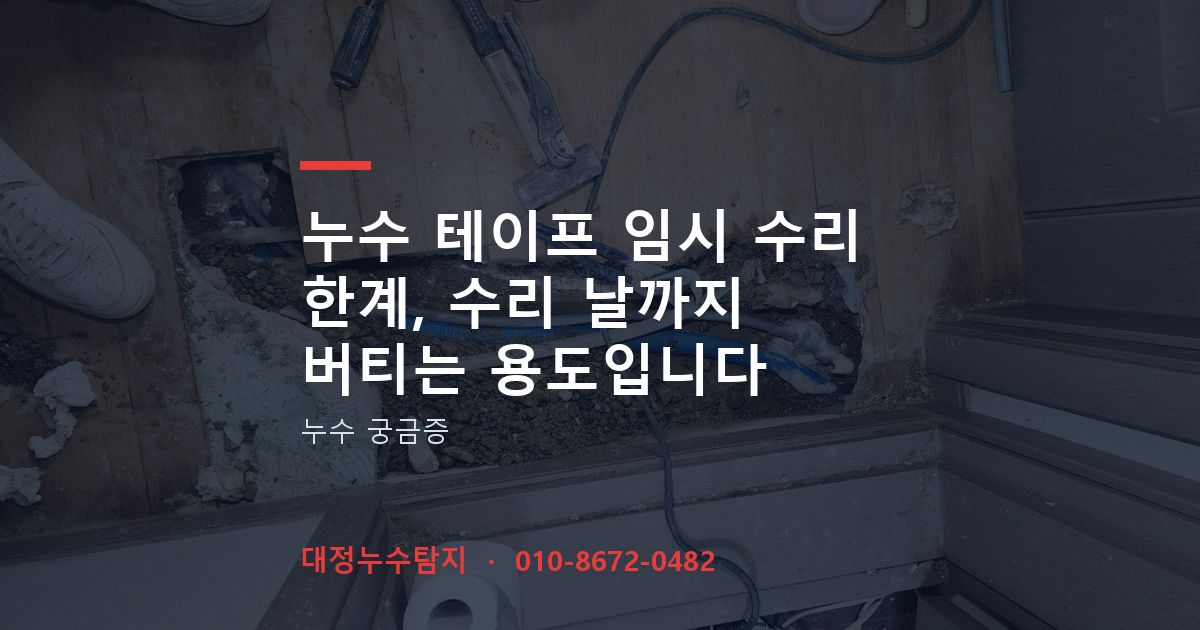 누수 테이프 임시 수리
한계, 수리 날까지
버티는 용도입니다
누수 궁금증
대정누수탐지 · 010-8672-0482